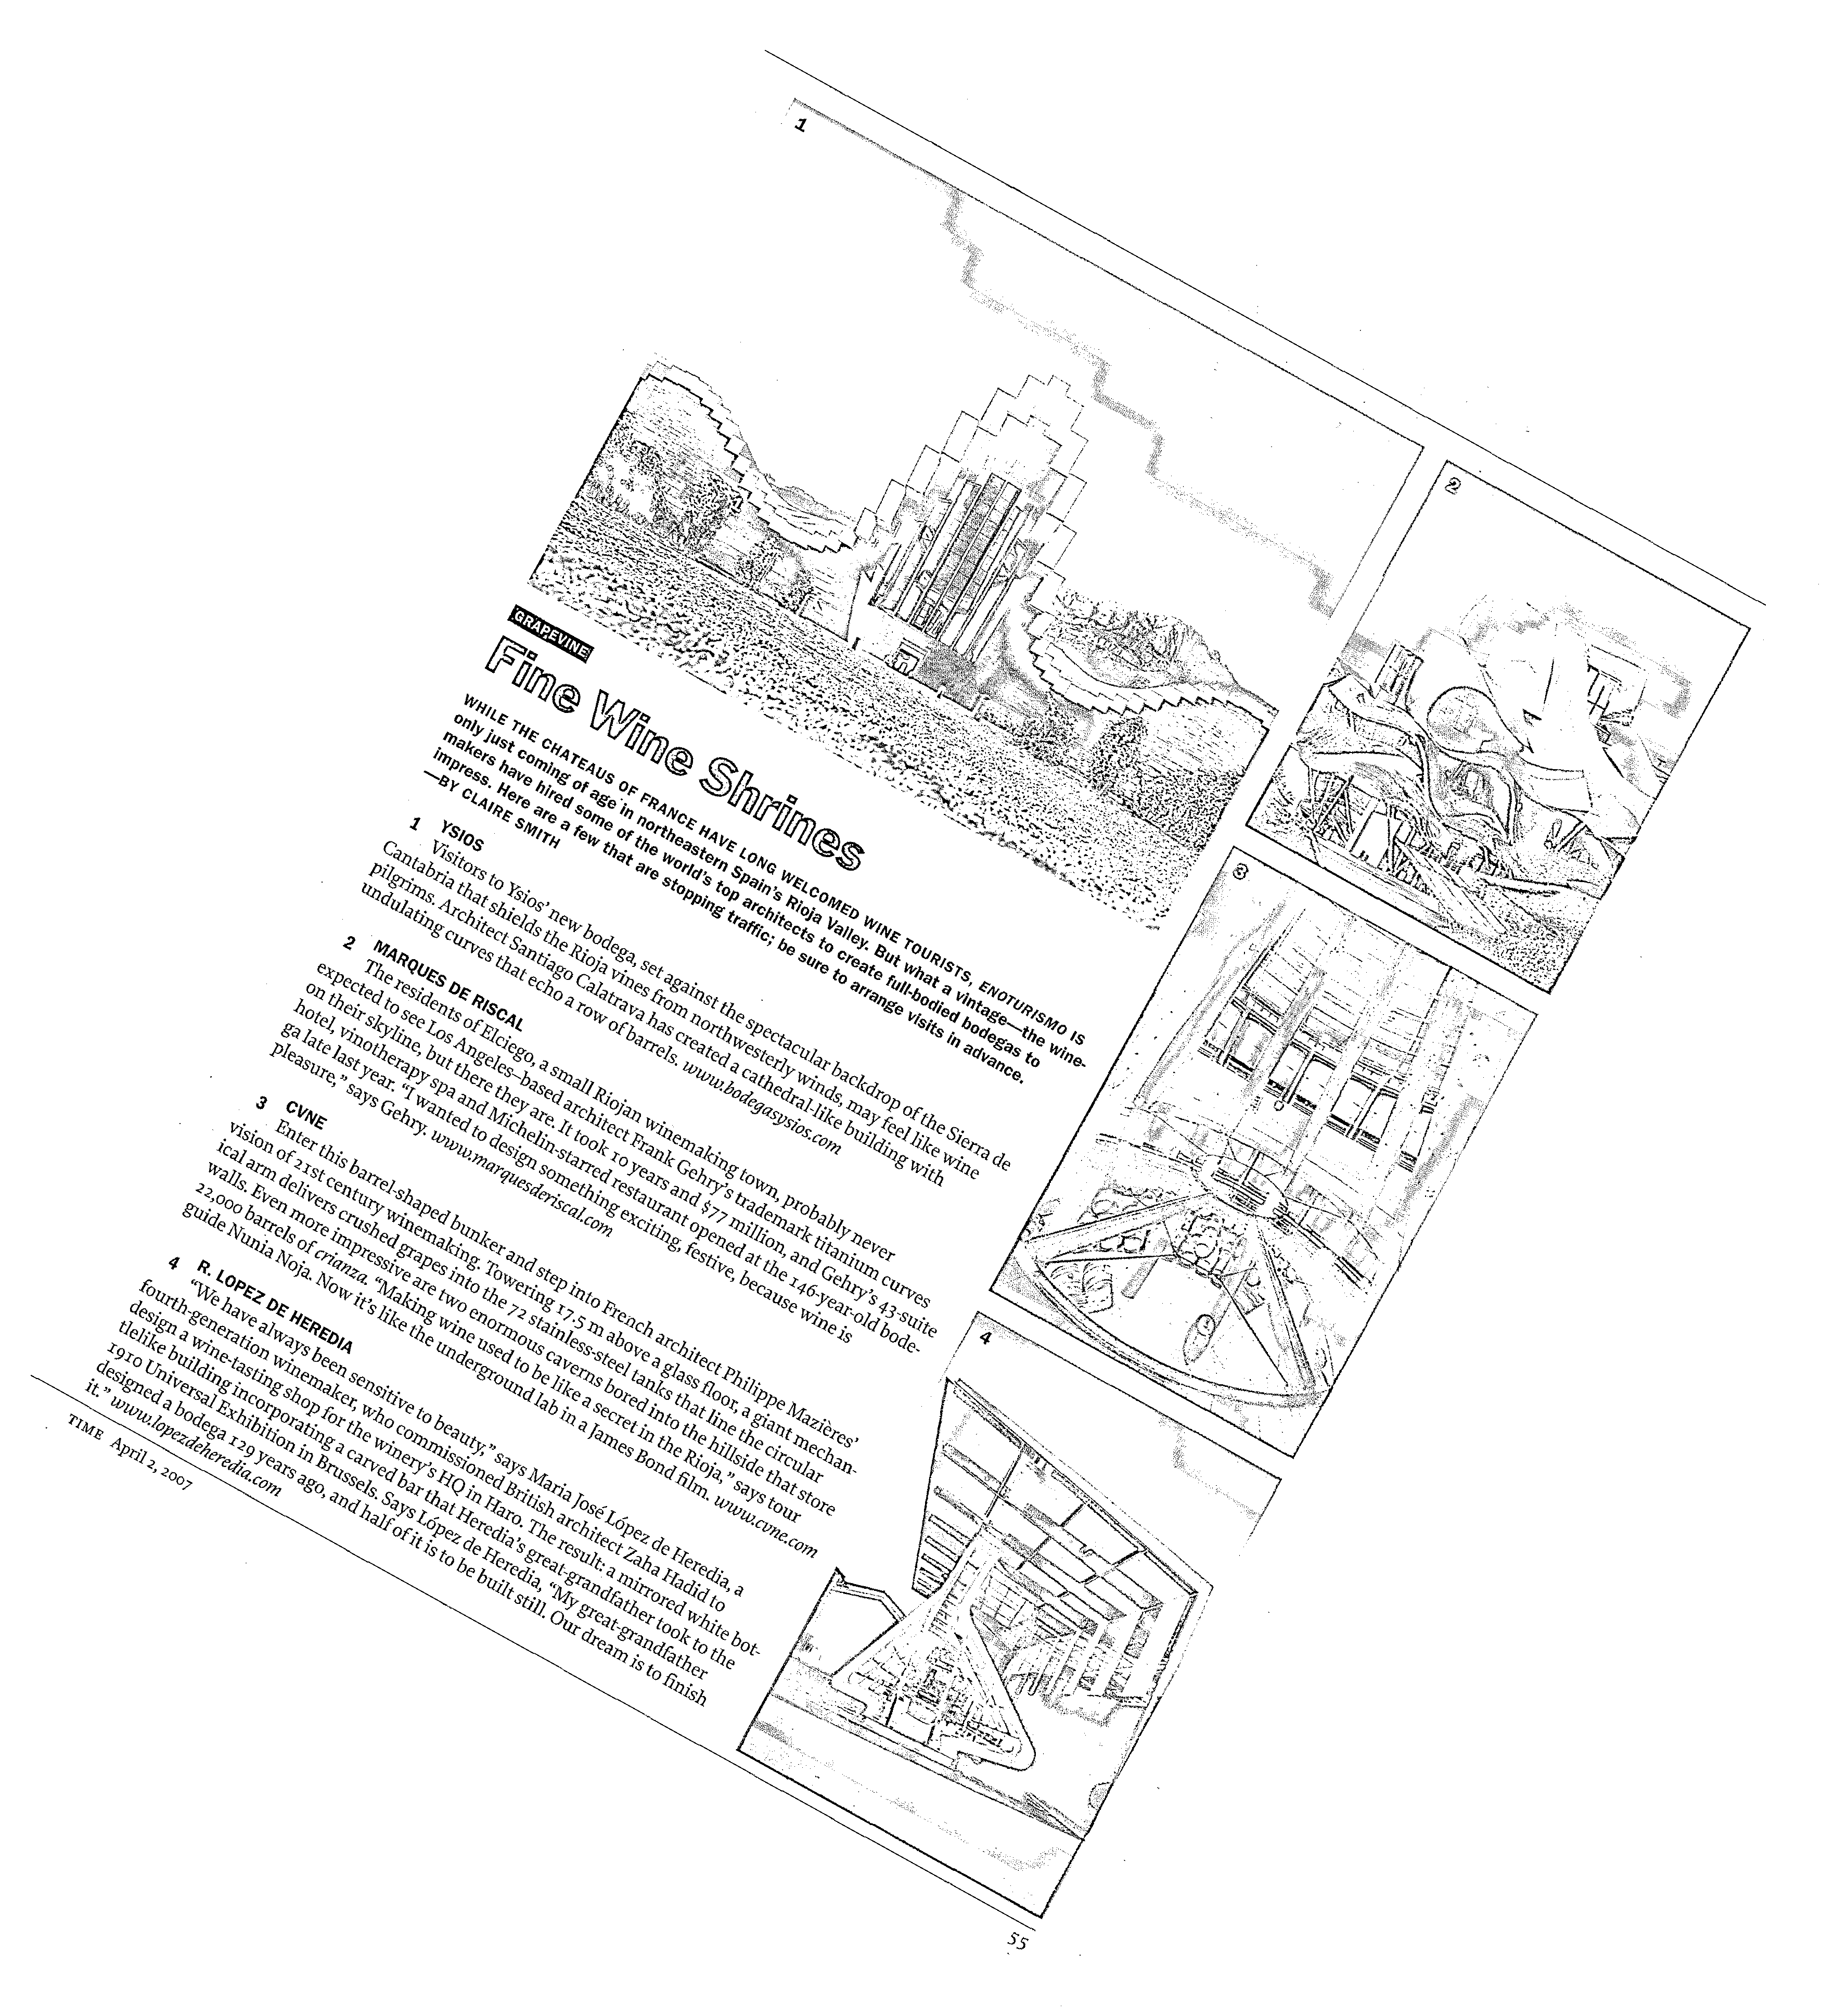 1
2
3
4
GRAPEVINE
Fine Wine Shrines
WHILE THE CHATEAUS OF FRANCE HAVE LONG WELCOMED WINE TOURISTS, ENOTURISMO IS
only just coming of age in northeastern Spain's Rioja Valley. But what a vintage—the wine-
makers have hired some of the world's top architects to create full-bodied bodegas to
impress. Here are a few that are stopping traffic; be sure to arrange visits in advance.
—BY CLAIRE SMITH
1 YSIOS
Visitors to Ysios' new bodega, set against the spectacular backdrop of the Sierra de
Cantabria that shields the Rioja vines from northwesterly winds, may feel like wine
pilgrims. Architect Santiago Calatrava has created a cathedral-like building with
undulating curves that echo a row of barrels. www.bodegasysios.com
2 MARQUES DE RISCAL
The residents of Elciego, a small Riojan winemaking town, probably never
expected to see Los Angeles–based architect Frank Gehry's trademark titanium curves
on their skyline, but there they are. It took 10 years and $77 million, and Gehry's 43-suite
hotel, vinotherapy spa and Michelin-starred restaurant opened at the 146-year-old bode-
ga late last year. “I wanted to design something exciting, festive, because wine is
pleasure,” says Gehry. www.marquesderiscal.com
3 CVNE
Enter this barrel-shaped bunker and step into French architect Philippe Mazières'
vision of 21st century winemaking. Towering 17.5 m above a glass floor, a giant mechan-
ical arm delivers crushed grapes into the 72 stainless-steel tanks that line the circular
walls. Even more impressive are two enormous caverns bored into the hillside that store
22,000 barrels of crianza. “Making wine used to be like a secret in the Rioja,” says tour
guide Nunia Noja. Now it's like the underground lab in a James Bond film. www.cvne.com
4 R. LOPEZ DE HEREDIA
“We have always been sensitive to beauty,” says Maria José López de Heredia, a
fourth-generation winemaker, who commissioned British architect Zaha Hadid to
design a wine-tasting shop for the winery's HQ in Haro. The result: a mirrored white bot-
tlelike building incorporating a carved bar that Heredia's great-grandfather took to the
1910 Universal Exhibition in Brussels. Says López de Heredia, “My great-grandfather
designed a bodega 129 years ago, and half of it is to be built still. Our dream is to finish
it.” www.lopezdeheredia.com
TIME April 2, 2007
55